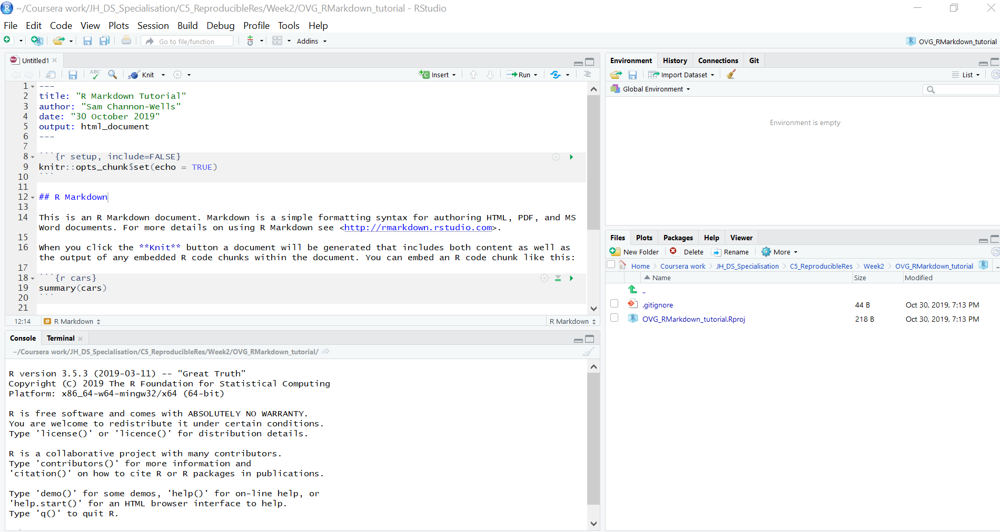 ~/Coursera work/JH_DS_Specialisation/C5_ReproducibleRes/Week2/OVG_RMarkdown_tutorial - RStudio
File Edit Code View Plots Session Build Debug Profile Tools Help
Go to file/function Addins OVG_RMarkdown_tutorial
Untitled1
ABC Knit Insert Run
1 ---
2 title: "R Markdown Tutorial"
3 author: "Sam Channon-Wells"
4 date: "30 October 2019"
5 output: html_document
6 ---
7
8 ```{r setup, include=FALSE}
9 knitr::opts_chunk$set(echo = TRUE)
10 ```
11
12 ## R Markdown
13
14 This is an R Markdown document. Markdown is a simple formatting syntax for authoring HTML, PDF, and MS
Word documents. For more details on using R Markdown see <http://rmarkdown.rstudio.com>.
15
16 When you click the **Knit** button a document will be generated that includes both content as well as
the output of any embedded R code chunks within the document. You can embed an R code chunk like this:
17
18 ```{r cars}
19 summary(cars)
20 ```
21
12:14 # R Markdown R Markdown
Console Terminal
~/Coursera work/JH_DS_Specialisation/C5_ReproducibleRes/Week2/OVG_RMarkdown_tutorial/
R version 3.5.3 (2019-03-11) -- "Great Truth"
Copyright (C) 2019 The R Foundation for Statistical Computing
Platform: x86_64-w64-mingw32/x64 (64-bit)
R is free software and comes with ABSOLUTELY NO WARRANTY.
You are welcome to redistribute it under certain conditions.
Type 'license()' or 'licence()' for distribution details.
R is a collaborative project with many contributors.
Type 'contributors()' for more information and
'citation()' on how to cite R or R packages in publications.
Type 'demo()' for some demos, 'help()' for on-line help, or
'help.start()' for an HTML browser interface to help.
Type 'q()' to quit R.
Environment History Connections Git
Import Dataset List
Global Environment
Environment is empty
Files Plots Packages Help Viewer
New Folder Delete Rename More
Home > Coursera work > JH_DS_Specialisation > C5_ReproducibleRes > Week2 > OVG_RMarkdown_tutorial ...
Name Size Modified
..
.gitignore 44 B Oct 30, 2019, 7:13 PM
OVG_RMarkdown_tutorial.Rproj 218 B Oct 30, 2019, 7:13 PM